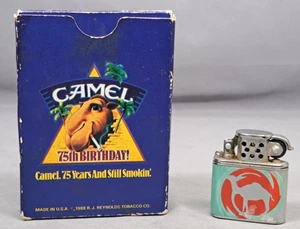 CAMEL
75th BIRTHDAY!
Camel. 75 Years And Still Smokin'.
MADE IN U.S.A. © 1988 R. J. REYNOLDS TOBACCO CO.